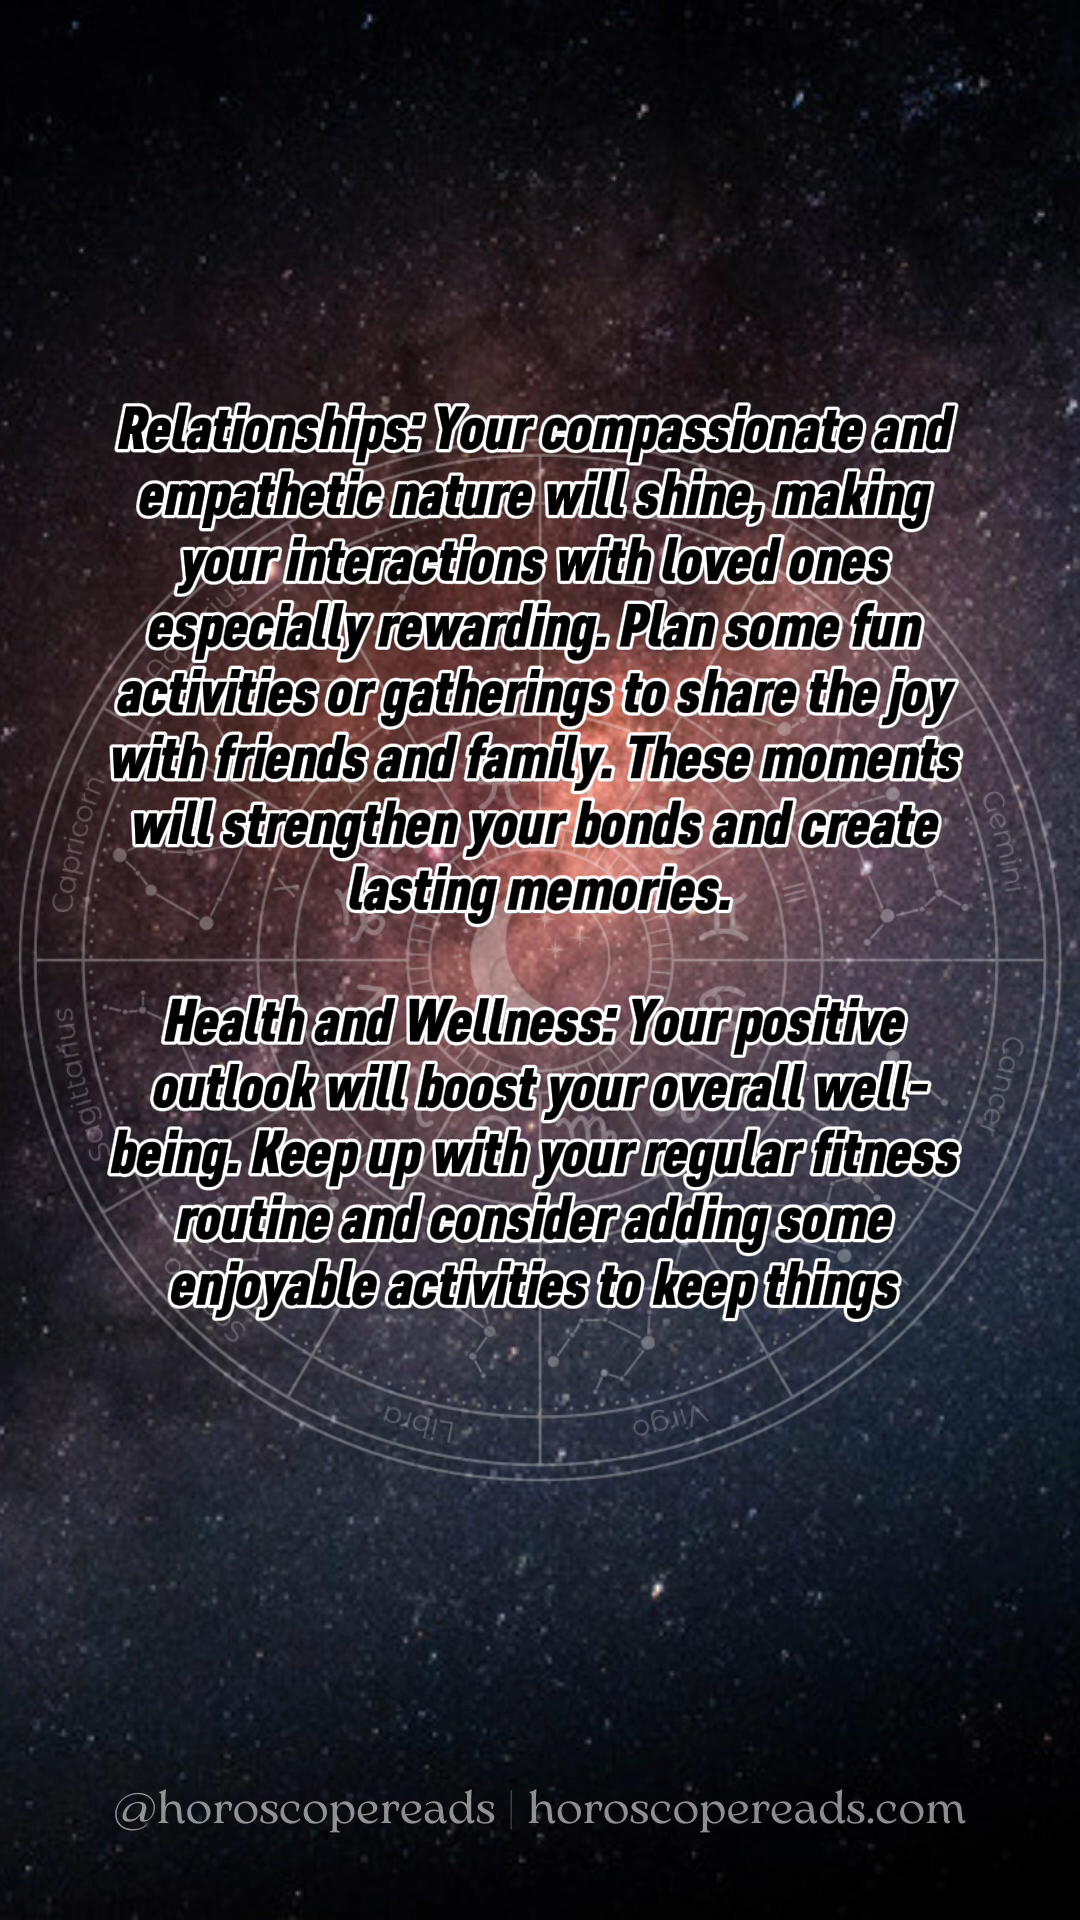 Relationships: Your compassionate and
empathetic nature will shine, making
your interactions with loved ones
especially rewarding. Plan some fun
activities or gatherings to share the joy
with friends and family. These moments
will strengthen your bonds and create
lasting memories.
Health and Wellness: Your positive
outlook will boost your overall well-
being. Keep up with your regular fitness
routine and consider adding some
enjoyable activities to keep things
Capricorn
Gemini
Sagittarius
Cancer
Libra
Virgo
@horoscopereads | horoscopereads.com